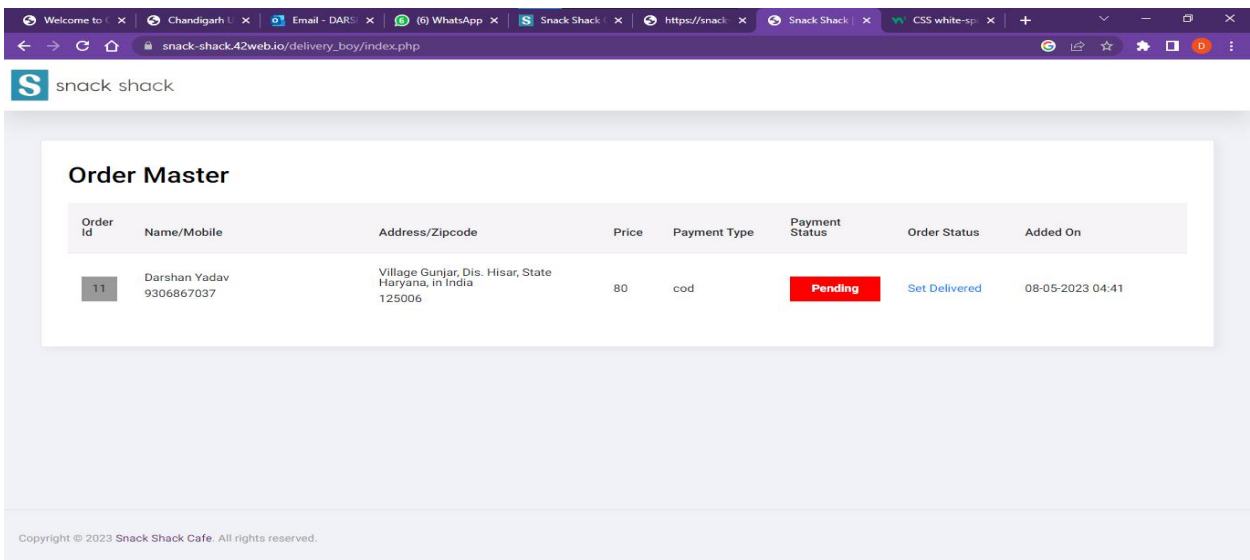 Welcome to C
Chandigarh U
Email - DARS
(6) WhatsApp
Snack Shack
https://snack-
Snack Shack |
CSS white-sp
snack-shack.42web.io/delivery_boy/index.php
D
S snack shack
Order Master
Order Id Name/Mobile Address/Zipcode Price Payment Type Payment Status Order Status Added On
11
Darshan Yadav
9306867037
Village Gunjar, Dis. Hisar, State
Haryana, in India
125006
80
cod
Pending
Set Delivered
08-05-2023 04:41
Copyright © 2023 Snack Shack Cafe. All rights reserved.